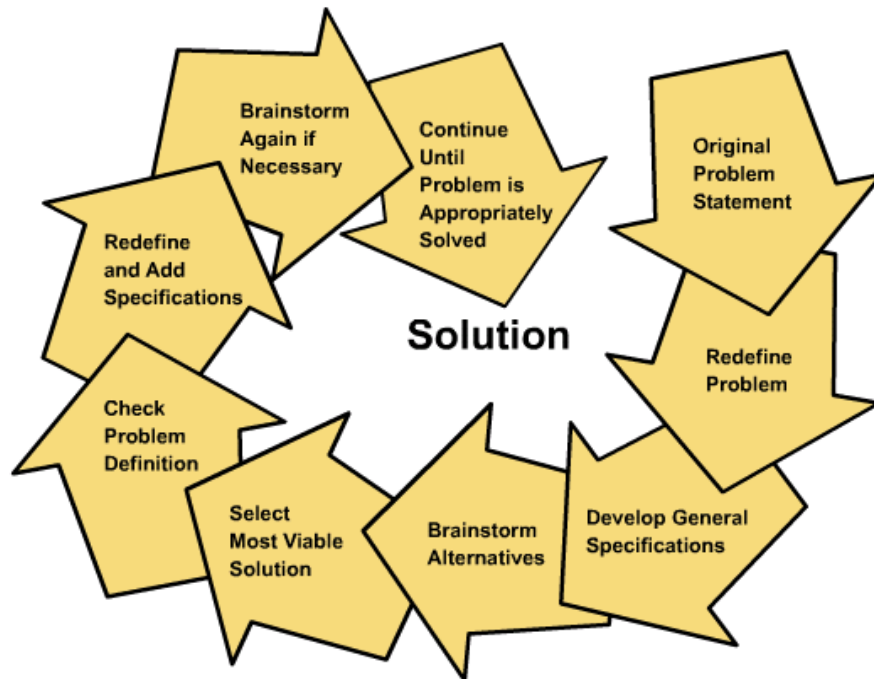 Original
Problem
Statement
Redefine
Problem
Develop General
Specifications
Brainstorm
Alternatives
Select
Most Viable
Solution
Check
Problem
Definition
Redefine
and Add
Specifications
Brainstorm
Again if
Necessary
Continue
Until
Problem is
Appropriately
Solved
Solution